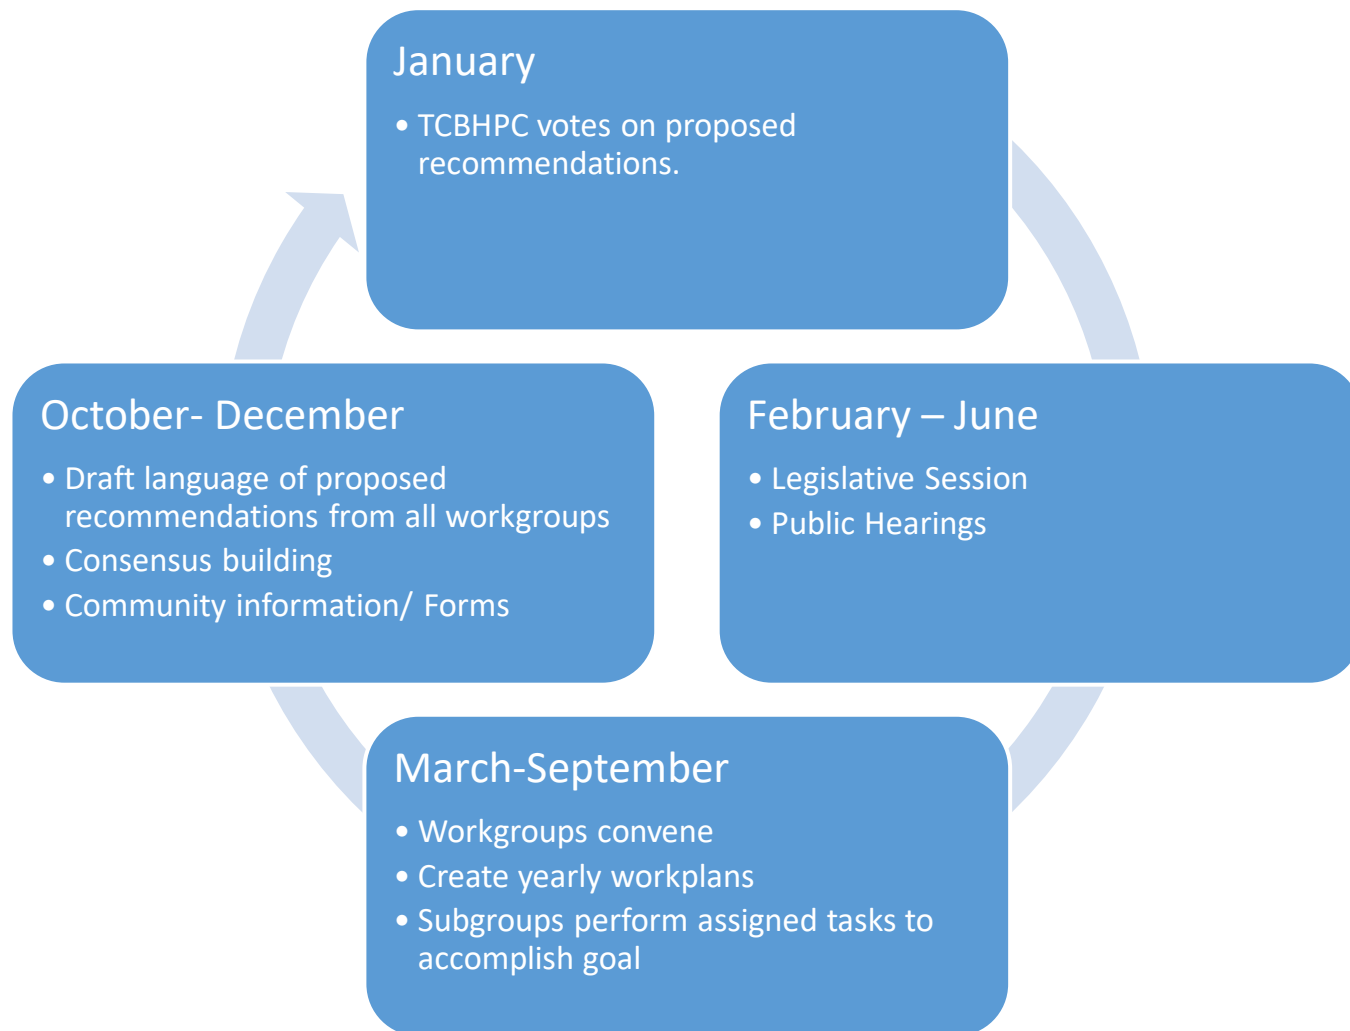 January
• TCBHPC votes on proposed
recommendations.
February – June
• Legislative Session
• Public Hearings
March-September
• Workgroups convene
• Create yearly workplans
• Subgroups perform assigned tasks to
accomplish goal
October- December
• Draft language of proposed
recommendations from all workgroups
• Consensus building
• Community information/ Forms